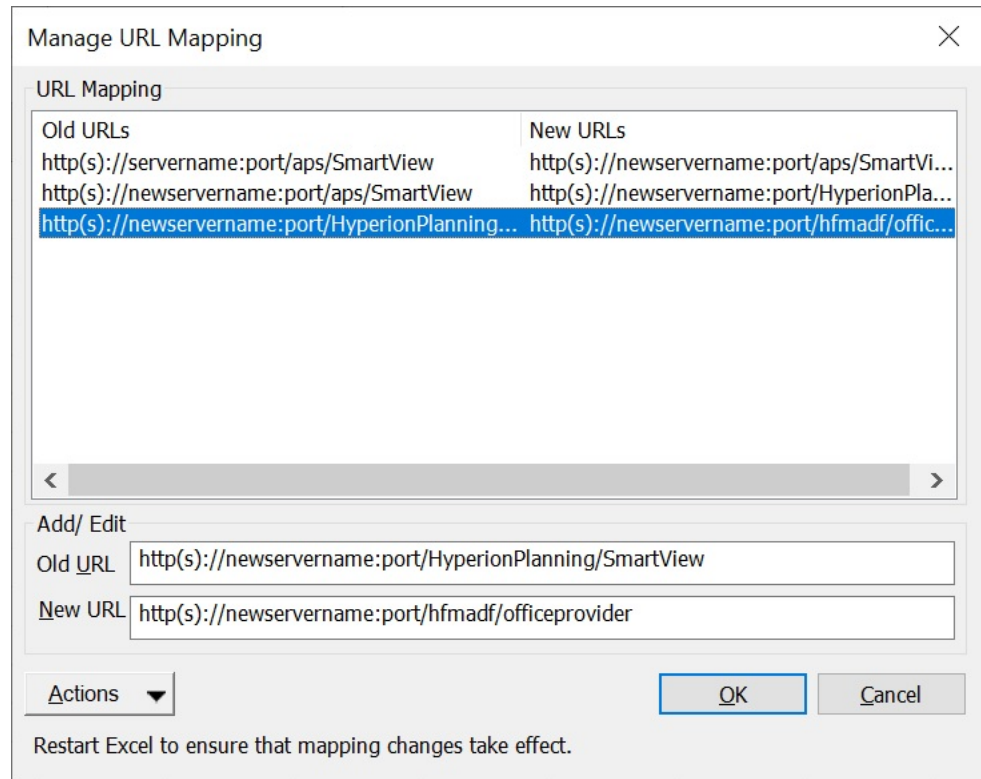 Manage URL Mapping
URL Mapping
Old URLs New URLs
http(s)://servername:port/aps/SmartView http(s)://newservername:port/aps/SmartVi...
http(s)://newservername:port/aps/SmartView http(s)://newservername:port/HyperionPla...
http(s)://newservername:port/HyperionPlanning... http(s)://newservername:port/hfmadf/offic...
Add/ Edit
Old URL http(s)://newservername:port/HyperionPlanning/SmartView
New URL http(s)://newservername:port/hfmadf/officeprovider
Actions OK Cancel
Restart Excel to ensure that mapping changes take effect.